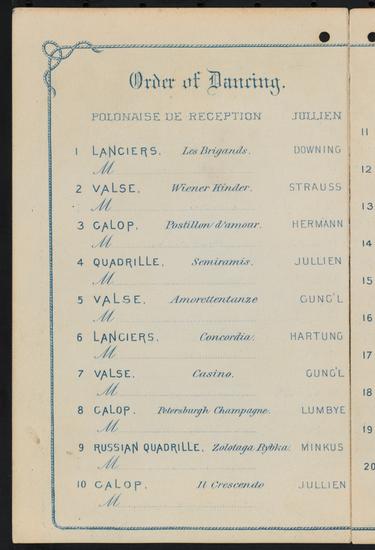 Order of Dancing.
POLONAISE DE RECEPTION JULLIEN
1 LANCIERS. Les Brigands. DOWNING
M
2 VALSE. Wiener Kinder. STRAUSS
M
3 GALOP. Postillon d'amour. HERMANN
M
4 QUADRILLE. Semiramis. JULLIEN
M
5 VALSE. Amorettentanze GUNG'L
M
6 LANCIERS. Concordia. HARTUNG
M
7 VALSE. Casino. GUNG'L
M
8 GALOP. Petersburgh Champagne. LUMBYE
M
9 RUSSIAN QUADRILLE. Zolotaga Rybka. MINKUS
M
10 GALOP. Il Crescendo JULLIEN
M
11
12
13
14
15
16
17
18
19
20